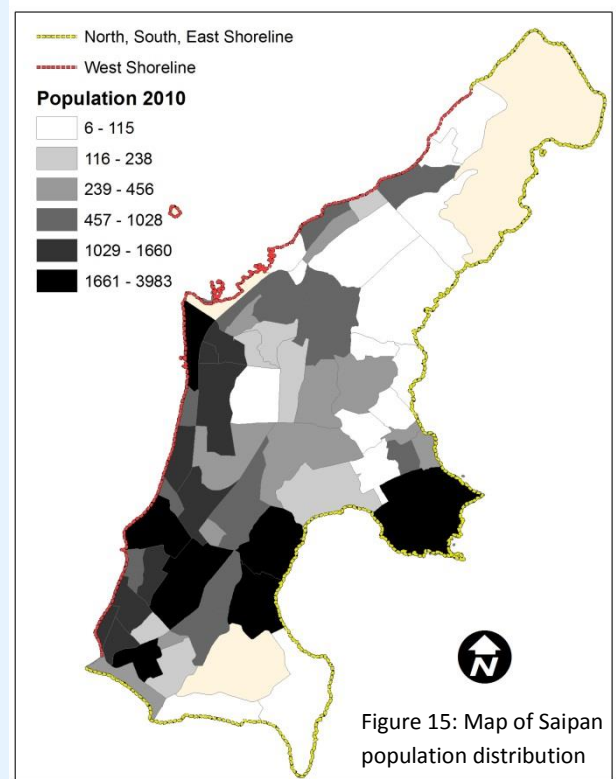 North, South, East Shoreline
West Shoreline
Population 2010
6 - 115
116 - 238
239 - 456
457 - 1028
1029 - 1660
1661 - 3983
N
Figure 15: Map of Saipan
population distribution